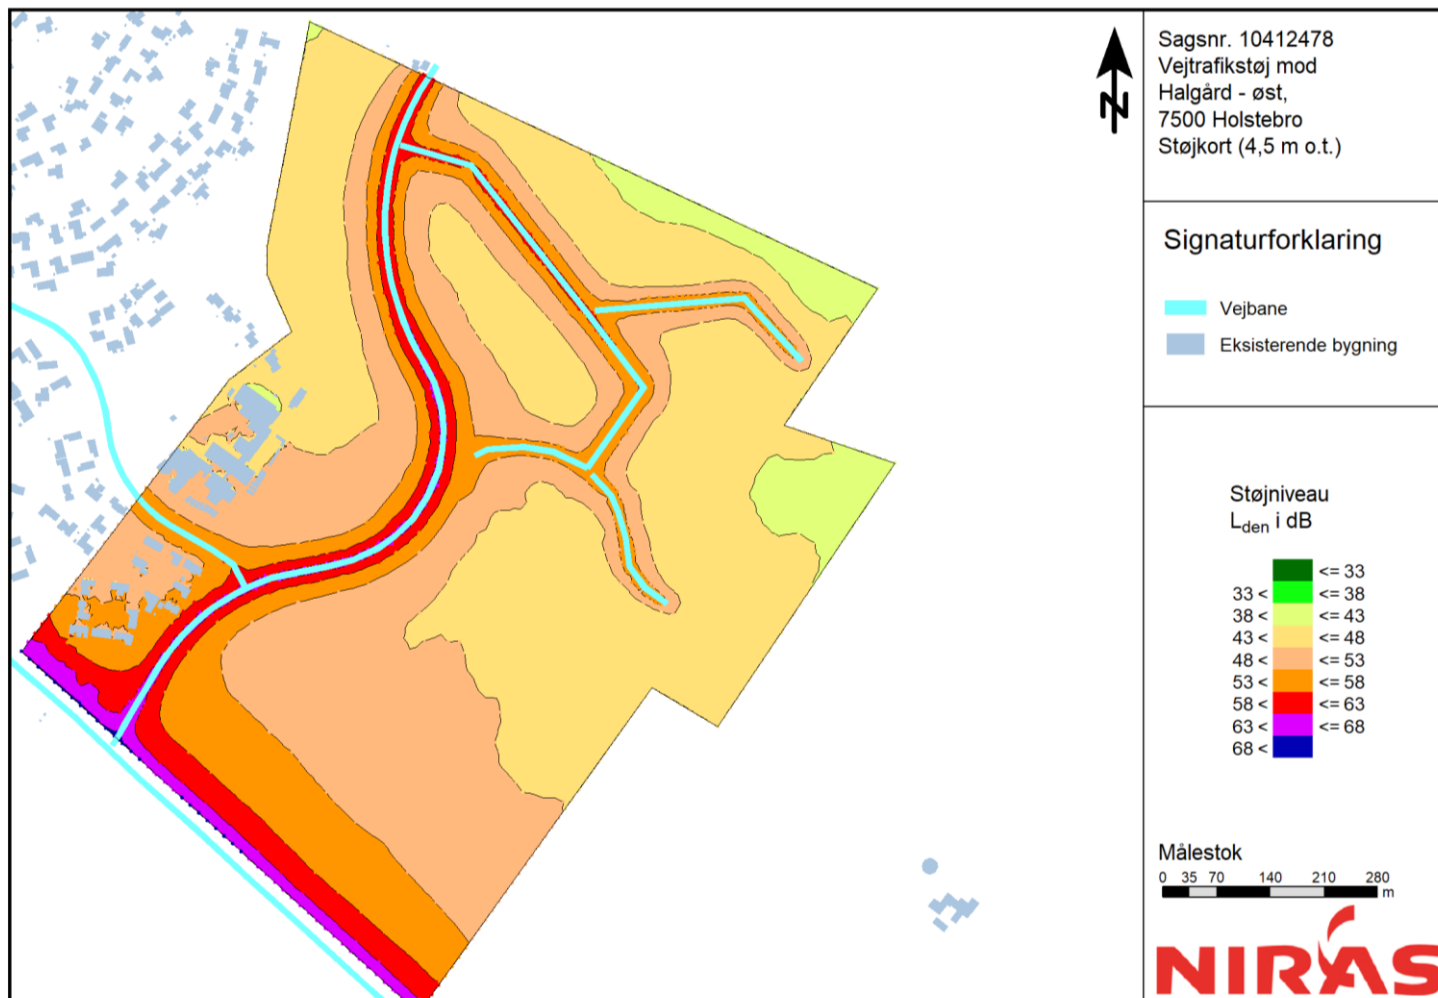 Sagsnr. 10412478
Vejtrafikstøj mod
Halgård - øst,
7500 Holstebro
Støjkort (4,5 m o.t.)
N
Signaturforklaring
Vejbane
Eksisterende bygning
Støjniveau
Lden i dB
<= 33
33 < <= 38
38 < <= 43
43 < <= 48
48 < <= 53
53 < <= 58
58 < <= 63
63 < <= 68
68 <
Målestok
0 35 70 140 210 280
m
NIRAS